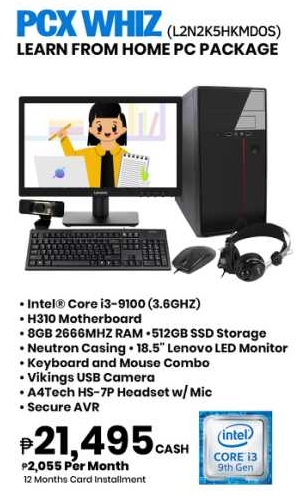 PCX WHIZ (L2N2K5HKMDOS)
LEARN FROM HOME PC PACKAGE
• Intel® Core i3-9100 (3.6GHZ)
• H310 Motherboard
• 8GB 2666MHZ RAM • 512GB SSD Storage
• Neutron Casing • 18.5" Lenovo LED Monitor
• Keyboard and Mouse Combo
• Vikings USB Camera
• A4Tech HS-7P Headset w/ Mic
• Secure AVR
₱21,495 CASH
₱2,055 Per Month
12 Months Card Installment
intel
CORE i3
9th Gen